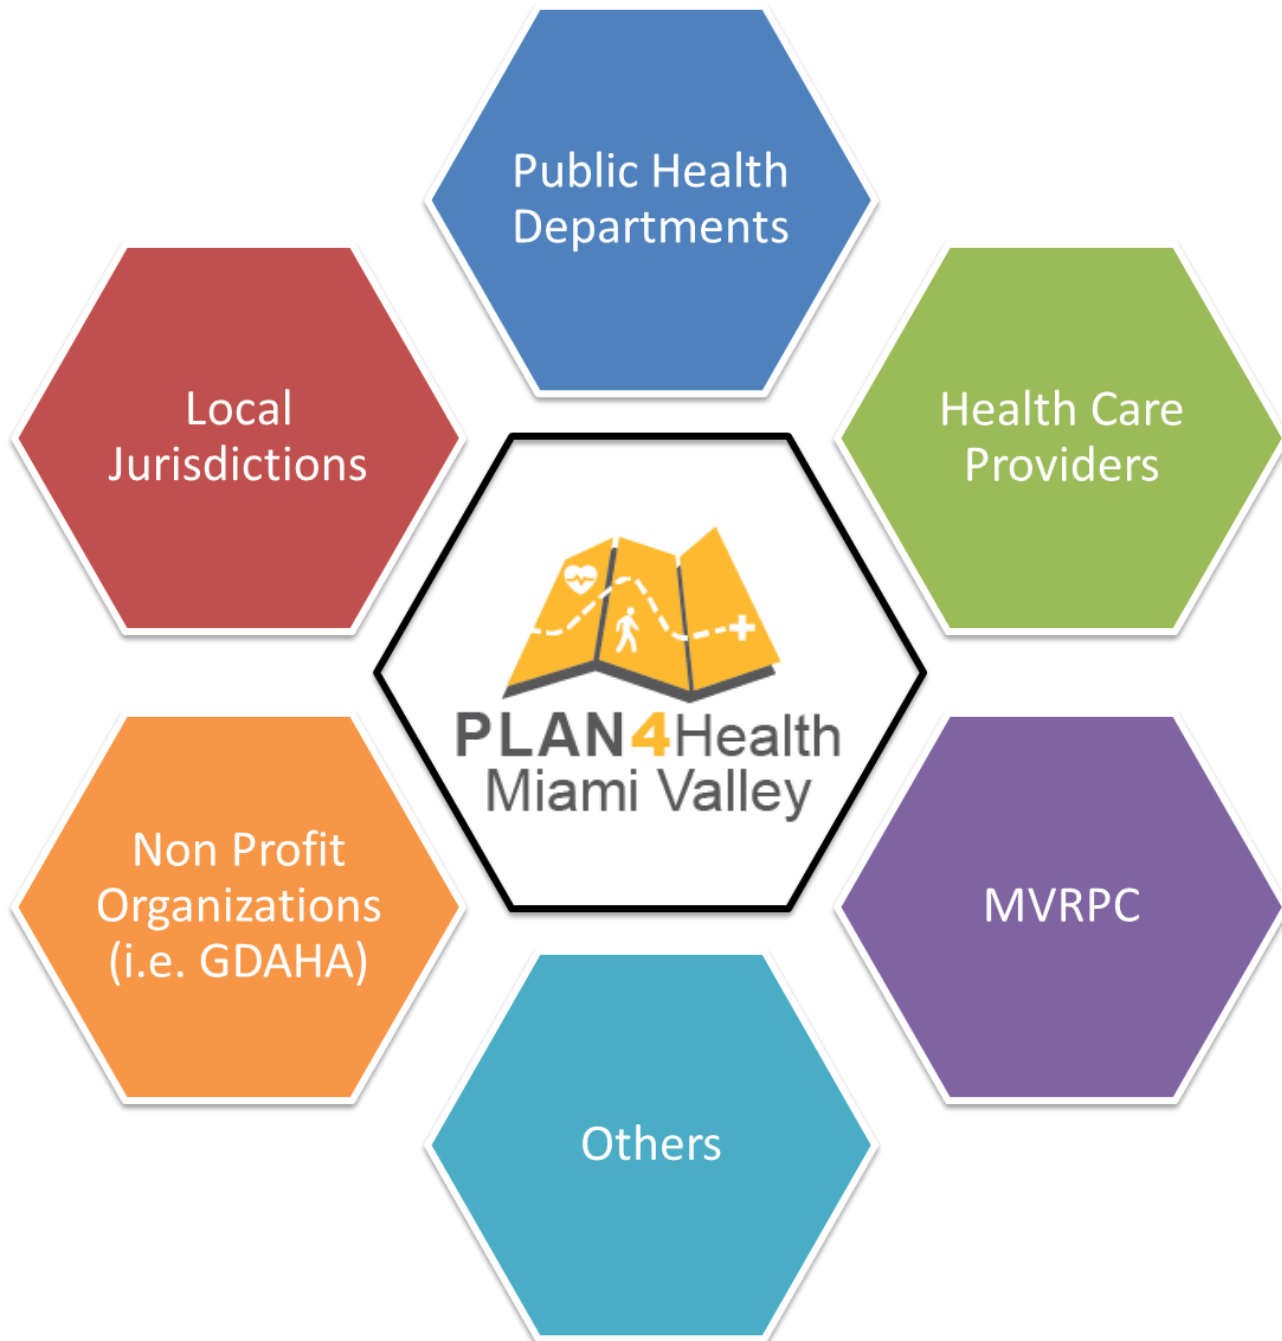 Public Health
Departments
Local
Jurisdictions
Health Care
Providers
PLAN4Health
Miami Valley
Non Profit
Organizations
(i.e. GDAHA)
MVRPC
Others